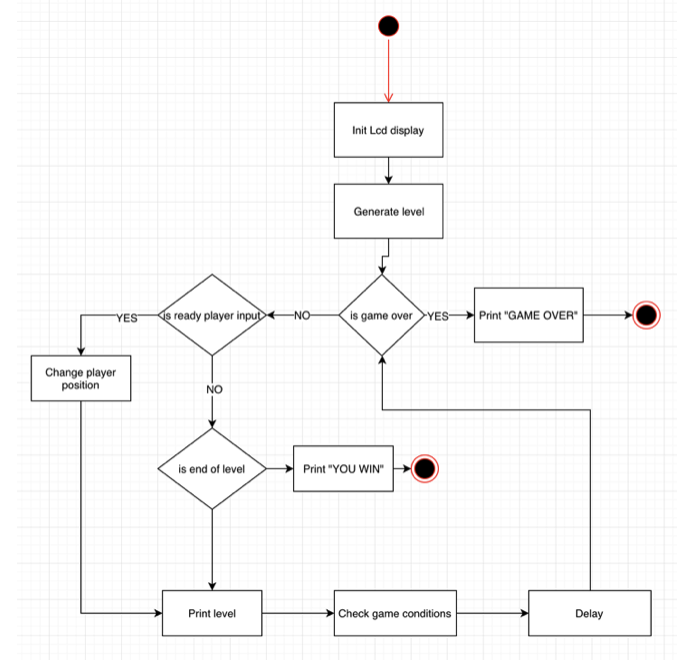 Init Lcd display
Generate level
is ready player input
NO
is game over
YES
Print "GAME OVER"
YES
Change player
position
NO
is end of level
Print "YOU WIN"
Print level
Check game conditions
Delay